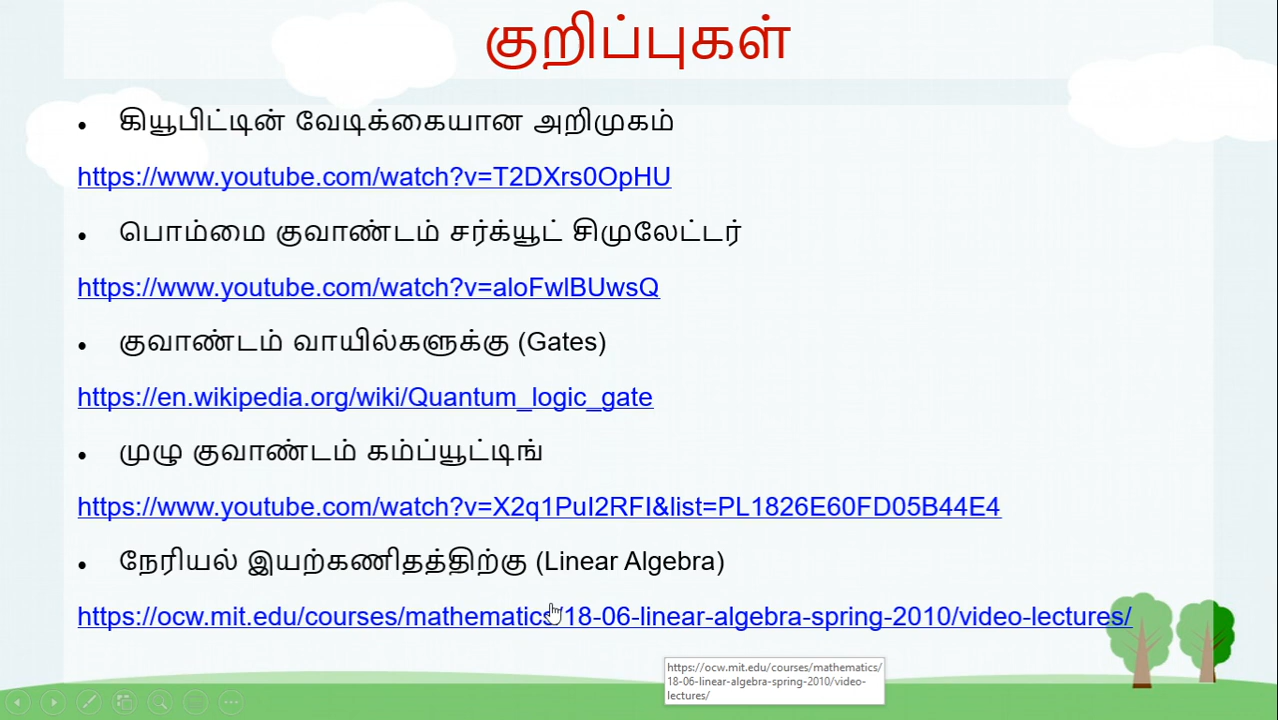 குறிப்புகள்
• கியூபிட்டின் வேடிக்கையான அறிமுகம்
https://www.youtube.com/watch?v=T2DXrs0OpHU
• பொம்மை குவாண்டம் சர்க்யூட் சிமுலேட்டர்
https://www.youtube.com/watch?v=aloFwlBUwsQ
• குவாண்டம் வாயில்களுக்கு (Gates)
https://en.wikipedia.org/wiki/Quantum_logic_gate
• முழு குவாண்டம் கம்ப்யூட்டிங்
https://www.youtube.com/watch?v=X2q1PuI2RFI&list=PL1826E60FD05B44E4
• நேரியல் இயற்கணிதத்திற்கு (Linear Algebra)
https://ocw.mit.edu/courses/mathematics/18-06-linear-algebra-spring-2010/video-lectures/
https://ocw.mit.edu/courses/mathematics/
18-06-linear-algebra-spring-2010/video-
lectures/